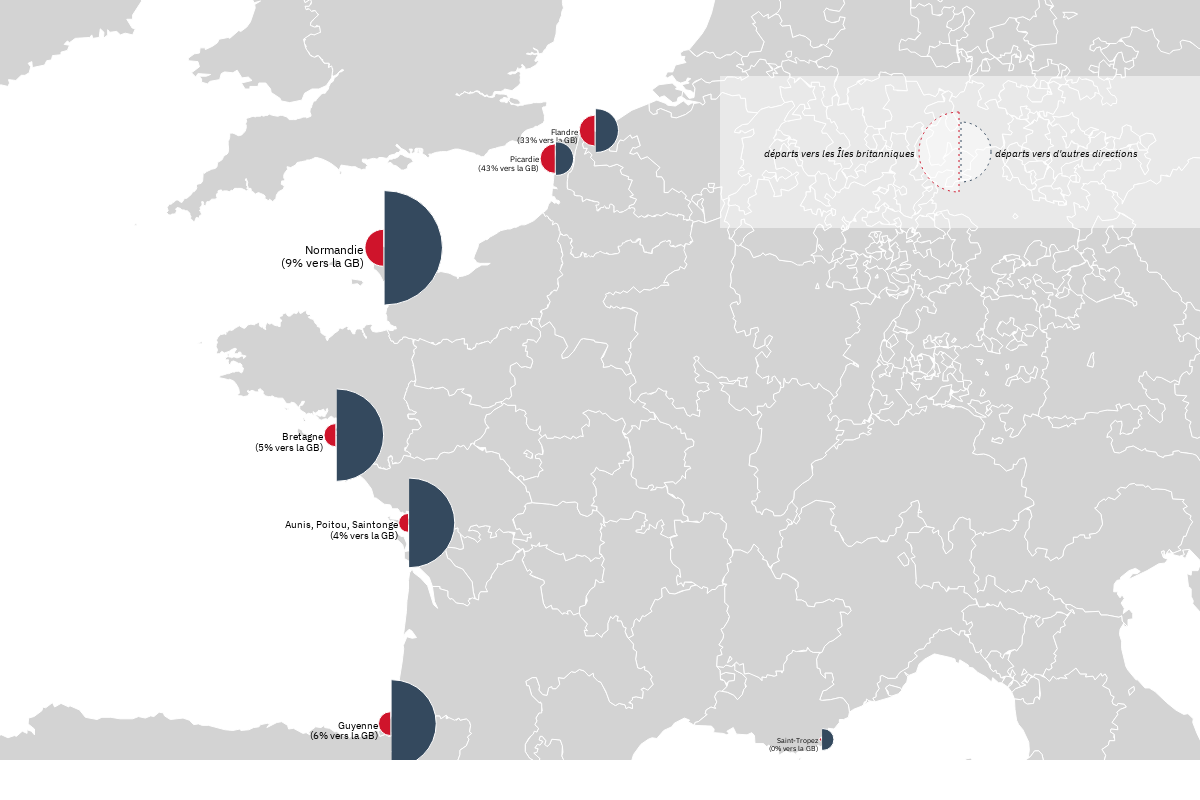 Flandre
(33% vers la GB)
Picardie
(43% vers la GB)
départs vers les Îles britanniques
départs vers d'autres directions
Normandie
(9% vers la GB)
Bretagne
(5% vers la GB)
Aunis, Poitou, Saintonge
(4% vers la GB)
Guyenne
(6% vers la GB)
Saint-Tropez
(0% vers la GB)